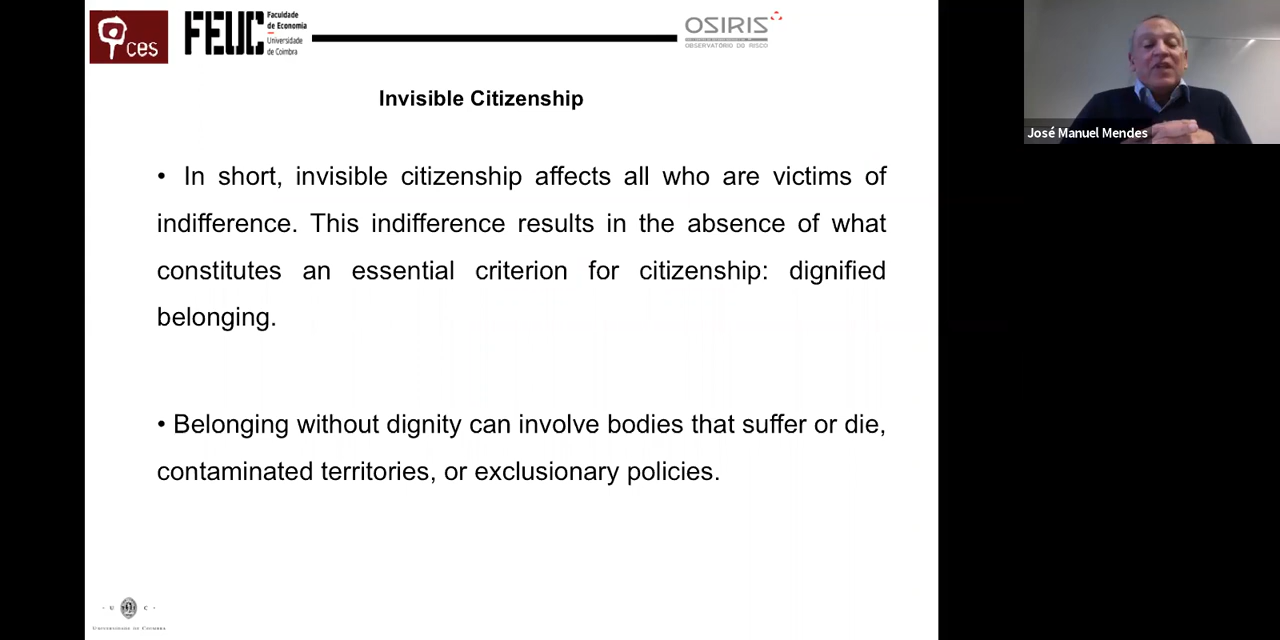 ces
FEUC
Faculdade
de Economia
Universidade
de Coimbra
OSIRIS
OBSERVATÓRIO DO RISCO
José Manuel Mendes
Invisible Citizenship
• In short, invisible citizenship affects all who are victims of
indifference. This indifference results in the absence of what
constitutes an essential criterion for citizenship: dignified
belonging.
• Belonging without dignity can involve bodies that suffer or die,
contaminated territories, or exclusionary policies.
· U C ·
UNIVERSIDADE DE COIMBRA